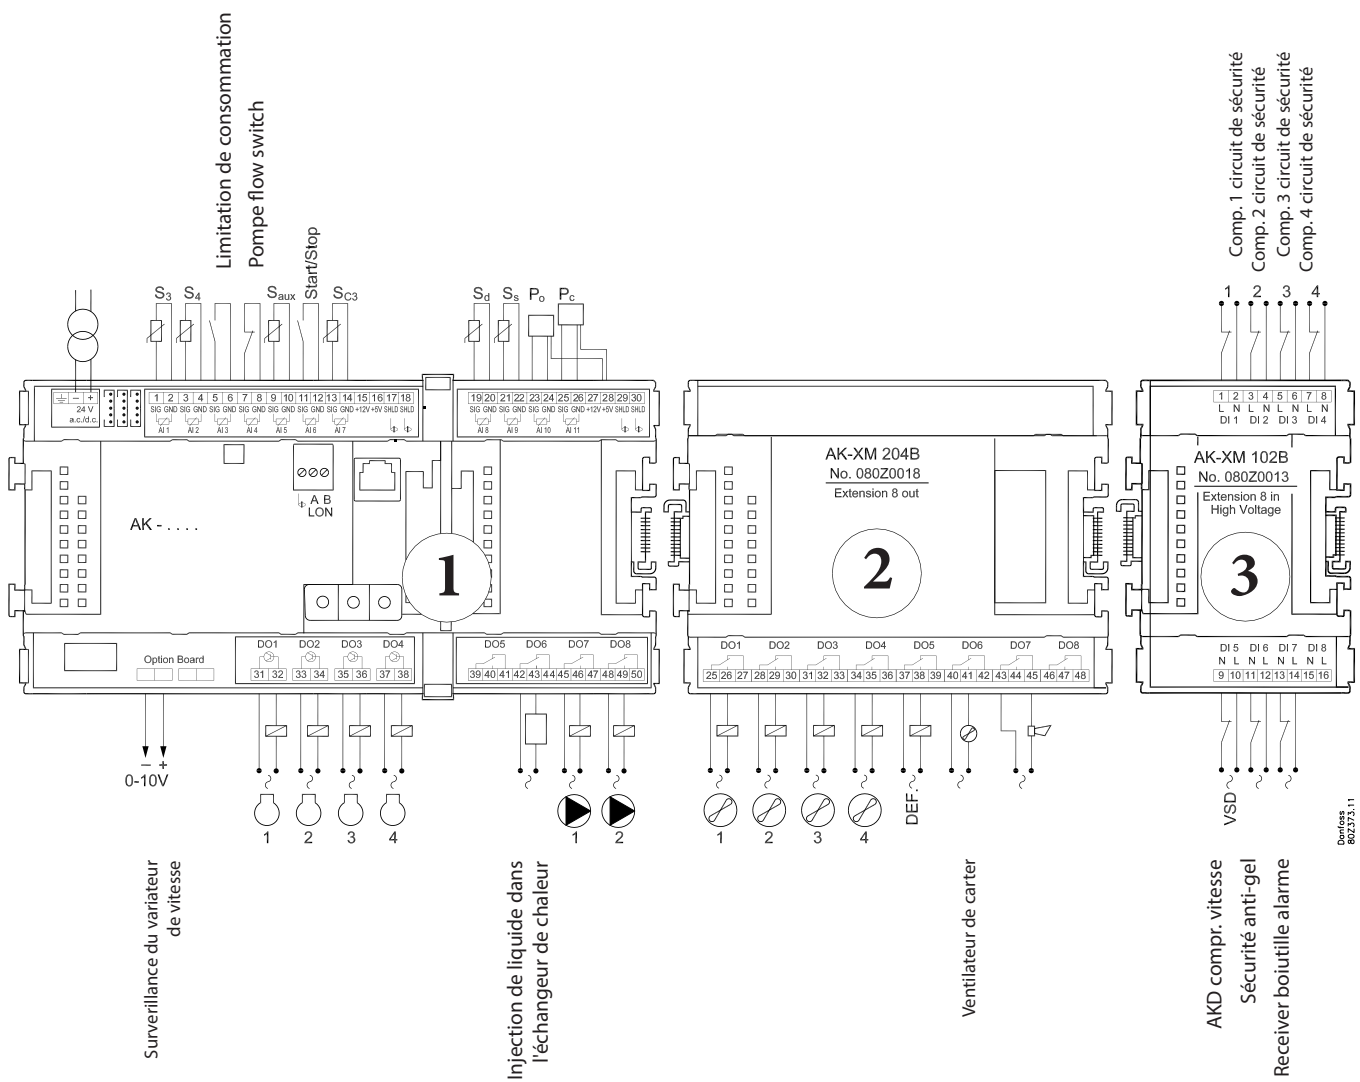 Limitation de consommation
Pompe flow switch
S3 S4 Saux Start/Stop SC3
Sd Ss Po Pc
Comp. 1 circuit de sécurité
Comp. 2 circuit de sécurité
Comp. 3 circuit de sécurité
Comp. 4 circuit de sécurité
1 2 3 4
- +
24 V
a.c./d.c.
1 2 3 4 5 6 7 8 9 10 11 12 13 14 15 16 17 18
SIG GND SIG GND SIG GND SIG GND SIG GND SIG GND SIG GND +12V +5V SHLD SHLD
AI 1 AI 2 AI 3 AI 4 AI 5 AI 6 AI 7
19 20 21 22 23 24 25 26 27 28 29 30
SIG GND SIG GND SIG GND SIG GND +12V +5V SHLD SHLD
AI 8 AI 9 AI 10 AI 11
1 2 3 4 5 6 7 8
L N L N L N L N
DI 1 DI 2 DI 3 DI 4
AK - . . . .
A B
LON
1
AK-XM 204B
No. 080Z0018
Extension 8 out
2
AK-XM 102B
No. 080Z0013
Extension 8 in
High Voltage
3
Option Board
DO1 DO2 DO3 DO4
31 32 33 34 35 36 37 38
DO5 DO6 DO7 DO8
39 40 41 42 43 44 45 46 47 48 49 50
DO1 DO2 DO3 DO4 DO5 DO6 DO7 DO8
25 26 27 28 29 30 31 32 33 34 35 36 37 38 39 40 41 42 43 44 45 46 47 48
DI 5 DI 6 DI 7 DI 8
N L N L N L N L
9 10 11 12 13 14 15 16
- +
0-10V
1 2 3 4
1 2
1 2 3 4
DEF.
VSD
Surverillance du variateur
de vitesse
Injection de liquide dans
l'échangeur de chaleur
Ventilateur de carter
AKD compr. vitesse
Sécurité anti-gel
Receiver boiutille alarme
Danfoss
80Z373.11